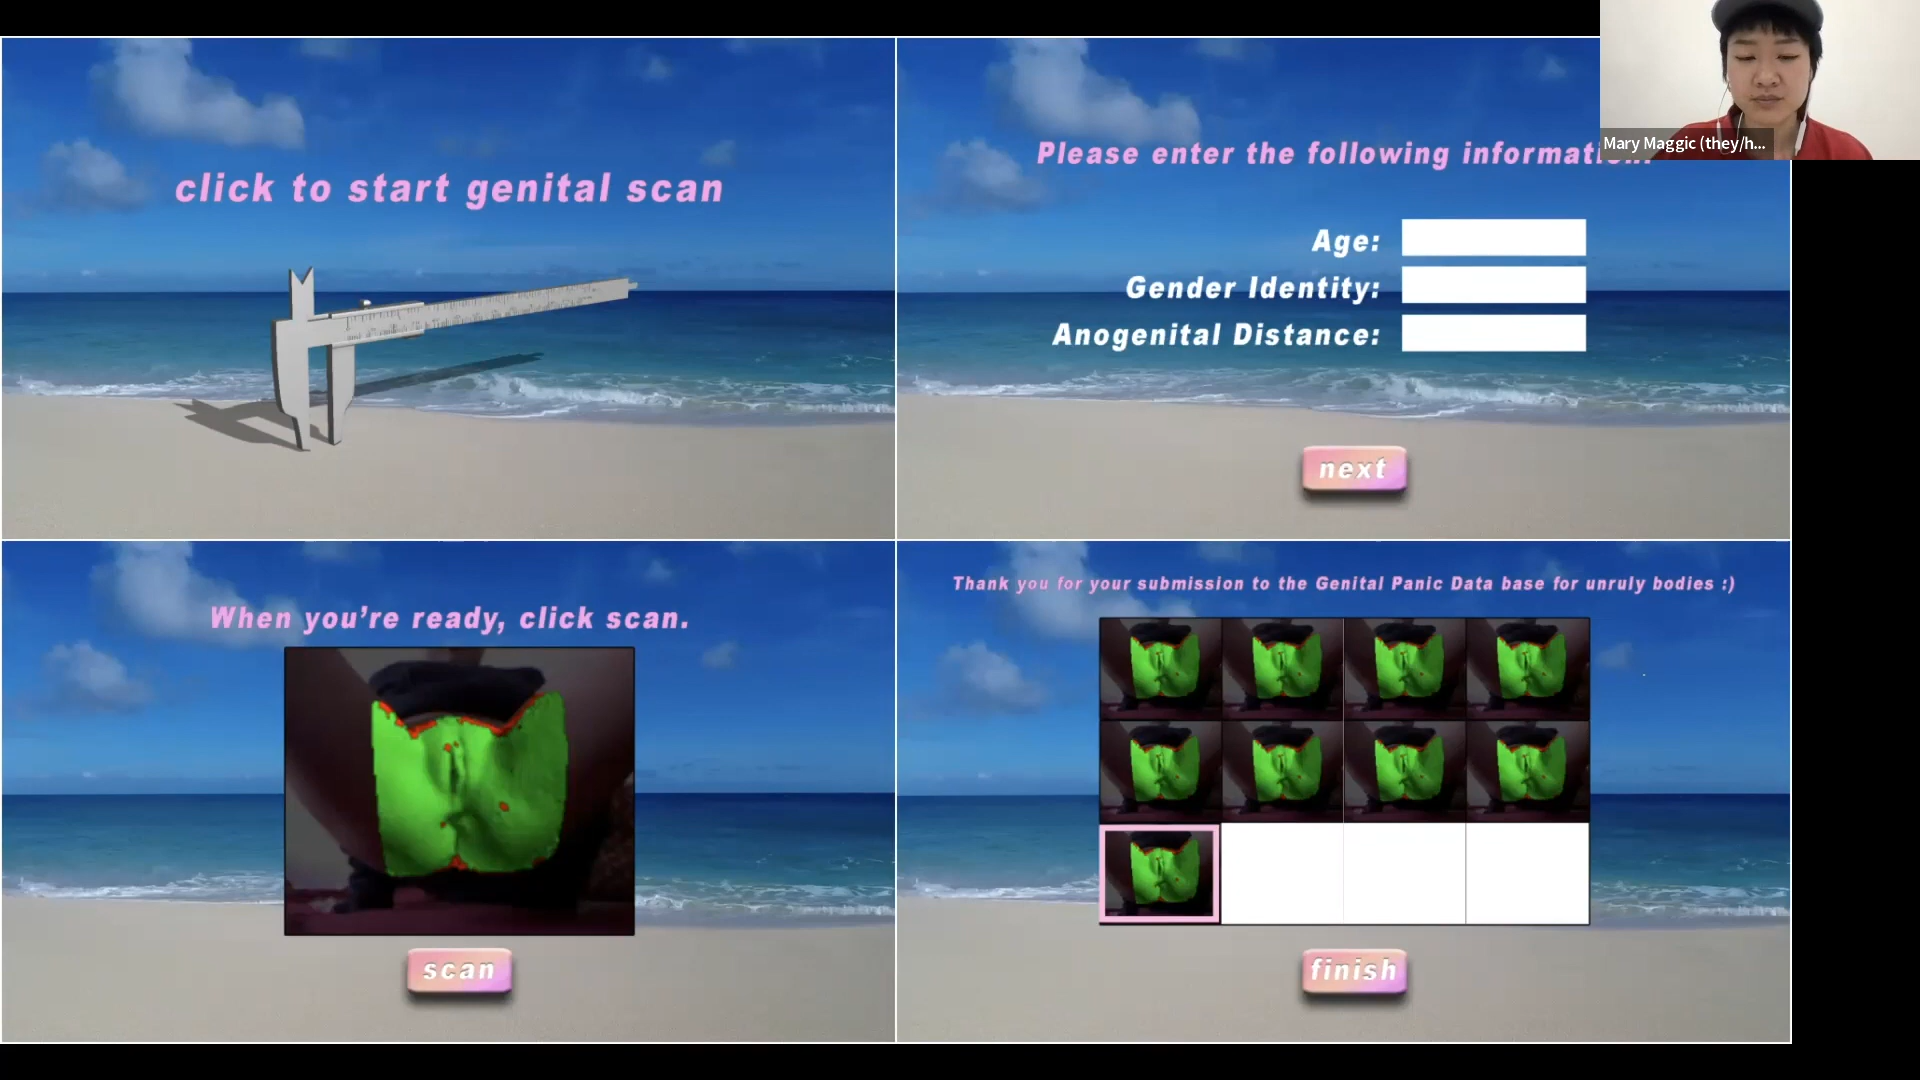 click to start genital scan
Please enter the following information:
Mary Maggic (they/h...
Age:
Gender Identity:
Anogenital Distance:
next
When you're ready, click scan.
scan
Thank you for your submission to the Genital Panic Data base for unruly bodies :)
finish